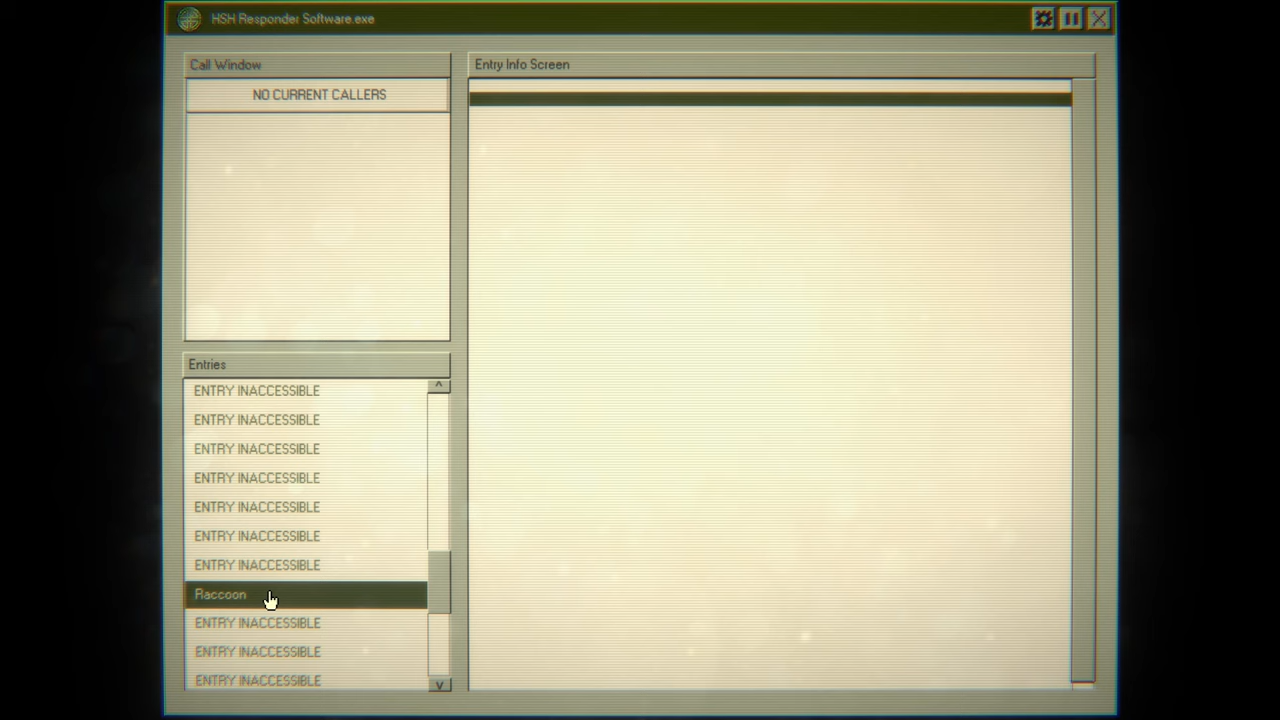 HSH Responder Software.exe
Call Window
NO CURRENT CALLERS
Entry Info Screen
Entries
ENTRY INACCESSIBLE
ENTRY INACCESSIBLE
ENTRY INACCESSIBLE
ENTRY INACCESSIBLE
ENTRY INACCESSIBLE
ENTRY INACCESSIBLE
ENTRY INACCESSIBLE
Raccoon
ENTRY INACCESSIBLE
ENTRY INACCESSIBLE
ENTRY INACCESSIBLE